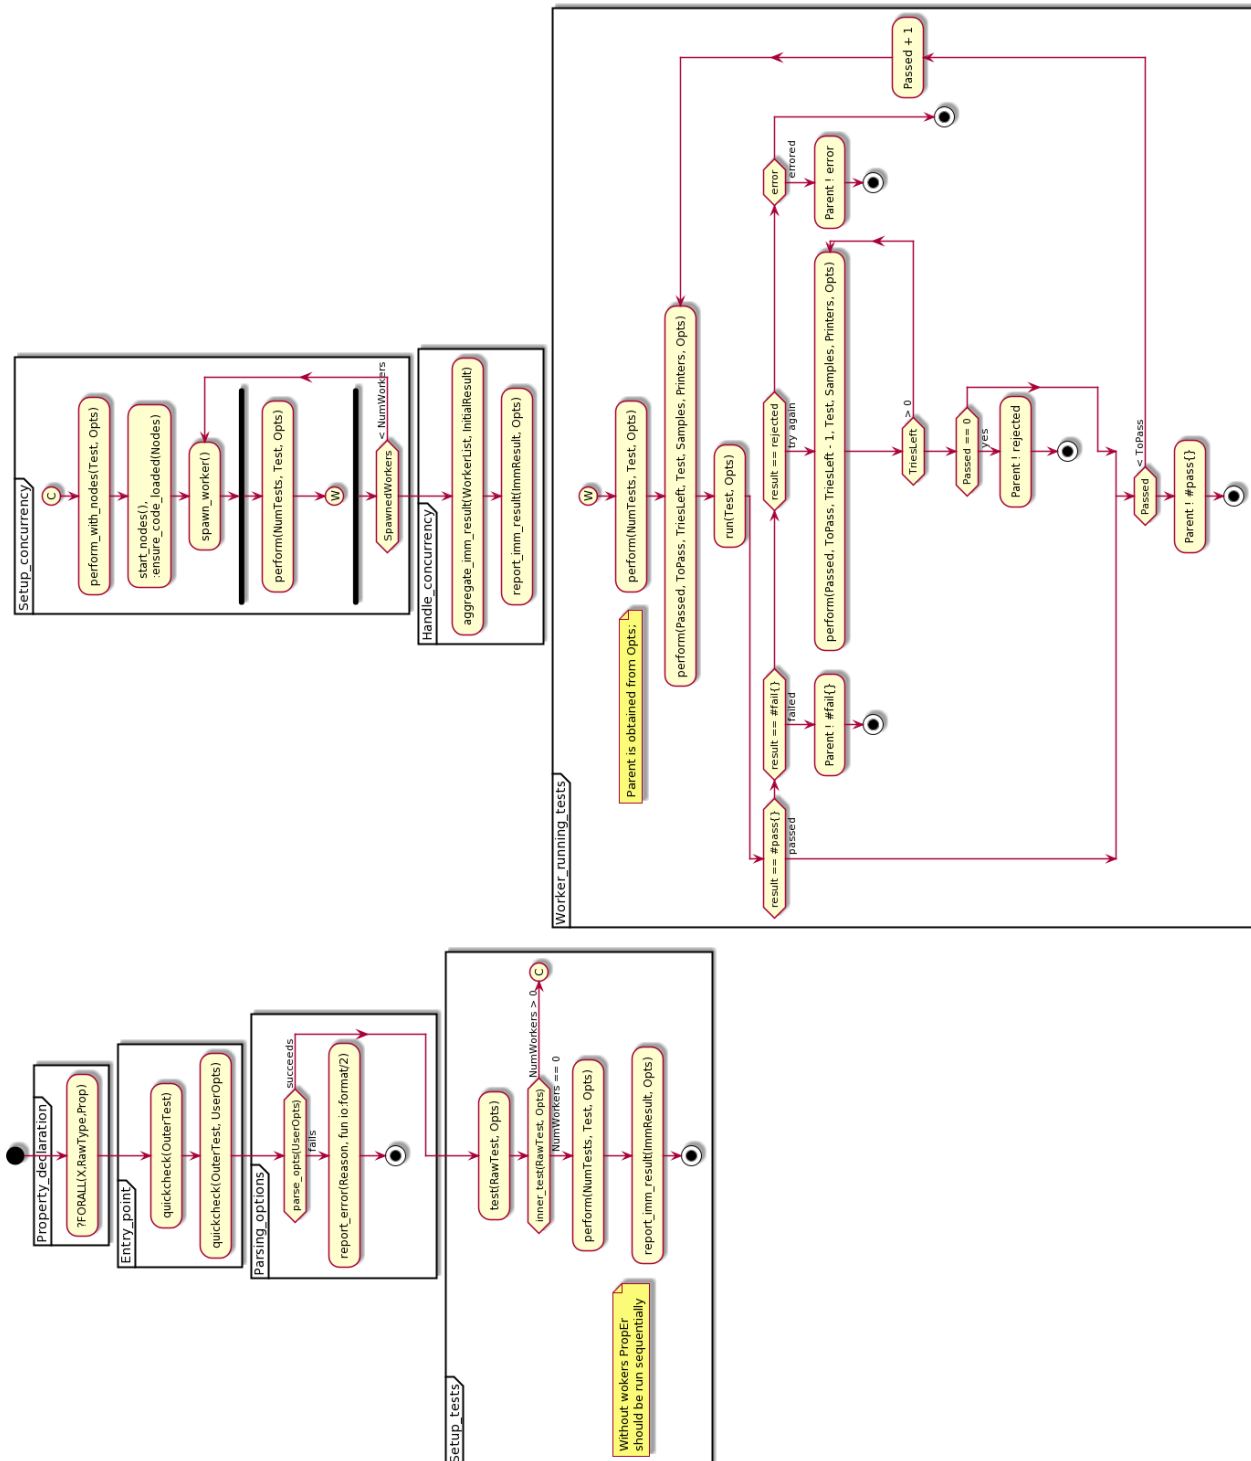 Property_declaration
?FORALL(X,RawType,Prop)
Entry_point
quickcheck(OuterTest)
quickcheck(OuterTest, UserOpts)
Parsing_options
parse_opts(UserOpts)
succeeds
fails
report_error(Reason, fun io:format/2)
Setup_tests
test(RawTest, Opts)
inner_test(RawTest, Opts)
NumWorkers > 0
C
NumWorkers == 0
perform(NumTests, Test, Opts)
Without wokers PropEr
should be run sequentially
report_imm_result(ImmResult, Opts)
Setup_concurrency
C
perform_with_nodes(Test, Opts)
start_nodes(),
:ensure_code_loaded(Nodes)
spawn_worker()
perform(NumTests, Test, Opts)
W
SpawnedWorkers
< NumWorkers
Handle_concurrency
aggregate_imm_result(WorkerList, InitialResult)
report_imm_result(ImmResult, Opts)
Worker_running_tests
W
Parent is obtained from Opts;
perform(NumTests, Test, Opts)
perform(Passed, ToPass, TriesLeft, Test, Samples, Printers, Opts)
run(Test, Opts)
result == #pass{}
passed
result == #fail{}
failed
Parent ! #fail{}
result == rejected
try again
perform(Passed, ToPass, TriesLeft - 1, Test, Samples, Printers, Opts)
TriesLeft
> 0
Passed == 0
yes
Parent ! rejected
error
errored
Parent ! error
Passed
< ToPass
Passed + 1
Parent ! #pass{}